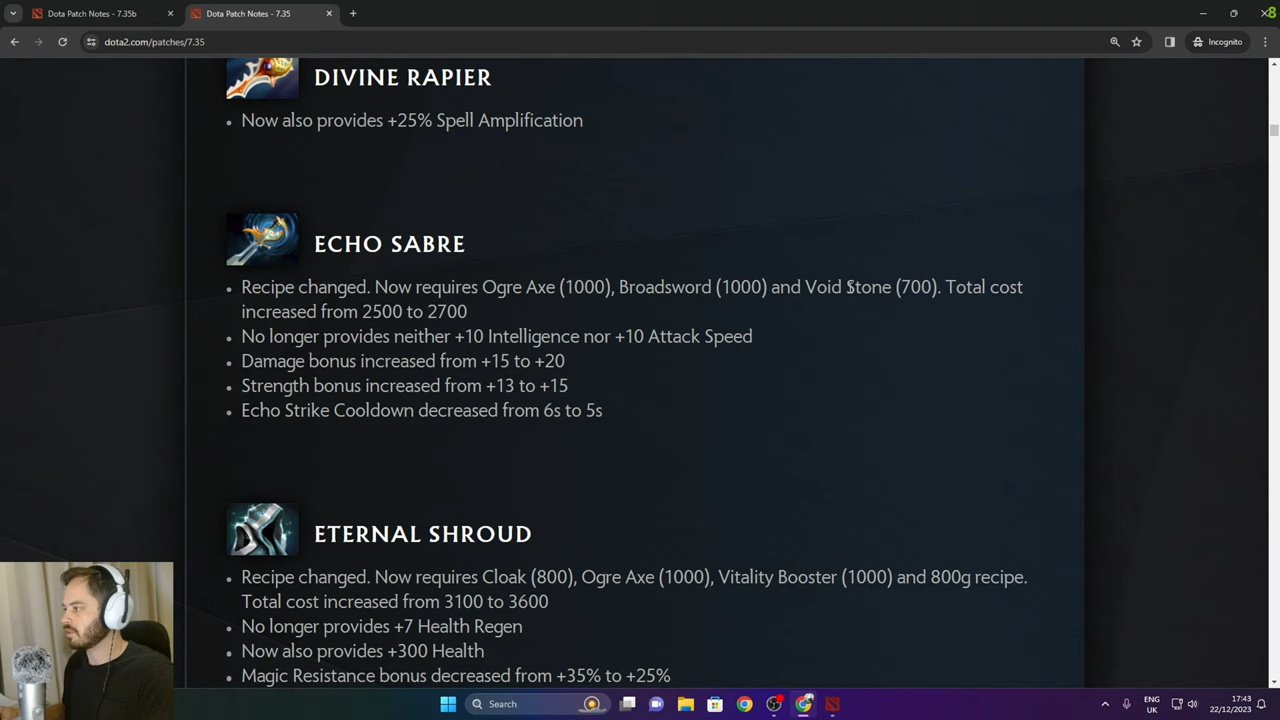 Dota Patch Notes - 7.35b
Dota Patch Notes - 7.35
8
dota2.com/patches/7.35
Incognito
DIVINE RAPIER
Now also provides +25% Spell Amplification
ECHO SABRE
Recipe changed. Now requires Ogre Axe (1000), Broadsword (1000) and Void Stone (700). Total cost
increased from 2500 to 2700
No longer provides neither +10 Intelligence nor +10 Attack Speed
Damage bonus increased from +15 to +20
Strength bonus increased from +13 to +15
Echo Strike Cooldown decreased from 6s to 5s
ETERNAL SHROUD
Recipe changed. Now requires Cloak (800), Ogre Axe (1000), Vitality Booster (1000) and 800g recipe.
Total cost increased from 3100 to 3600
No longer provides +7 Health Regen
Now also provides +300 Health
Magic Resistance bonus decreased from +35% to +25%
Search
ENG
UK
17:43
22/12/2023